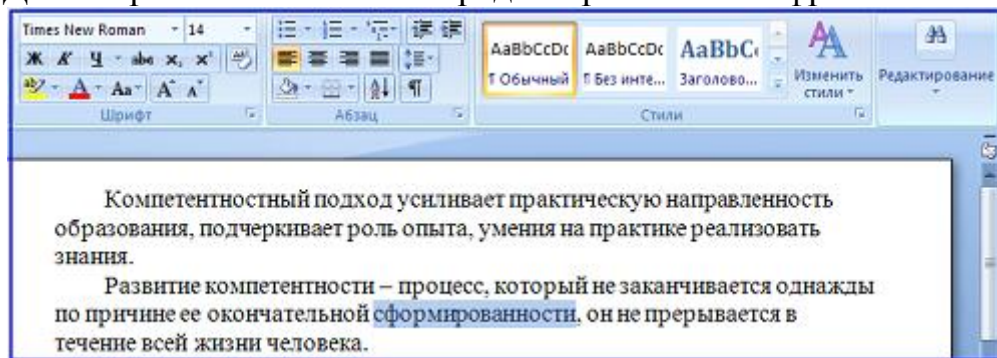 Times New Roman 14
Ж К Ч abc x, x²
Aa A A
Шрифт
Абзац
AaBbCcDc AaBbCcDc AaBbC
¶ Обычный ¶ Без инте... Заголово...
Стили
Изменить
стили
Редактирование
Компетентностный подход усиливает практическую направленность
образования, подчеркивает роль опыта, умения на практике реализовать
знания.
Развитие компетентности – процесс, который не заканчивается однажды
по причине ее окончательной сформированности, он не прерывается в
течение всей жизни человека.